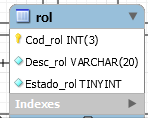 rol
Cod_rol INT(3)
Desc_rol VARCHAR(20)
Estado_rol TINYINT
Indexes